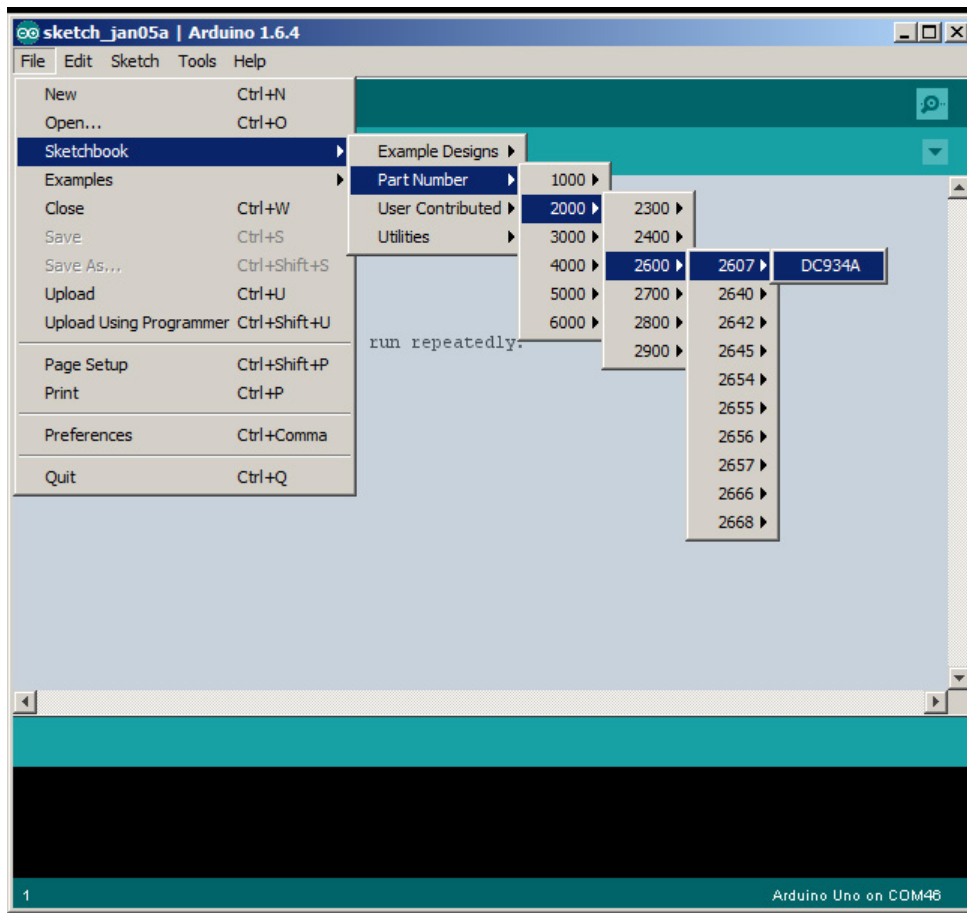 sketch_jan05a | Arduino 1.6.4
File Edit Sketch Tools Help
New Ctrl+N
Open... Ctrl+O
Sketchbook
Examples
Close Ctrl+W
Save Ctrl+S
Save As... Ctrl+Shift+S
Upload Ctrl+U
Upload Using Programmer Ctrl+Shift+U
Page Setup Ctrl+Shift+P
Print Ctrl+P
Preferences Ctrl+Comma
Quit Ctrl+Q
Example Designs
Part Number
User Contributed
Utilities
1000
2000
3000
4000
5000
6000
2300
2400
2600
2700
2800
2900
2607
2640
2642
2645
2654
2655
2656
2657
2666
2668
DC934A
run repeatedly:
1 Arduino Uno on COM46